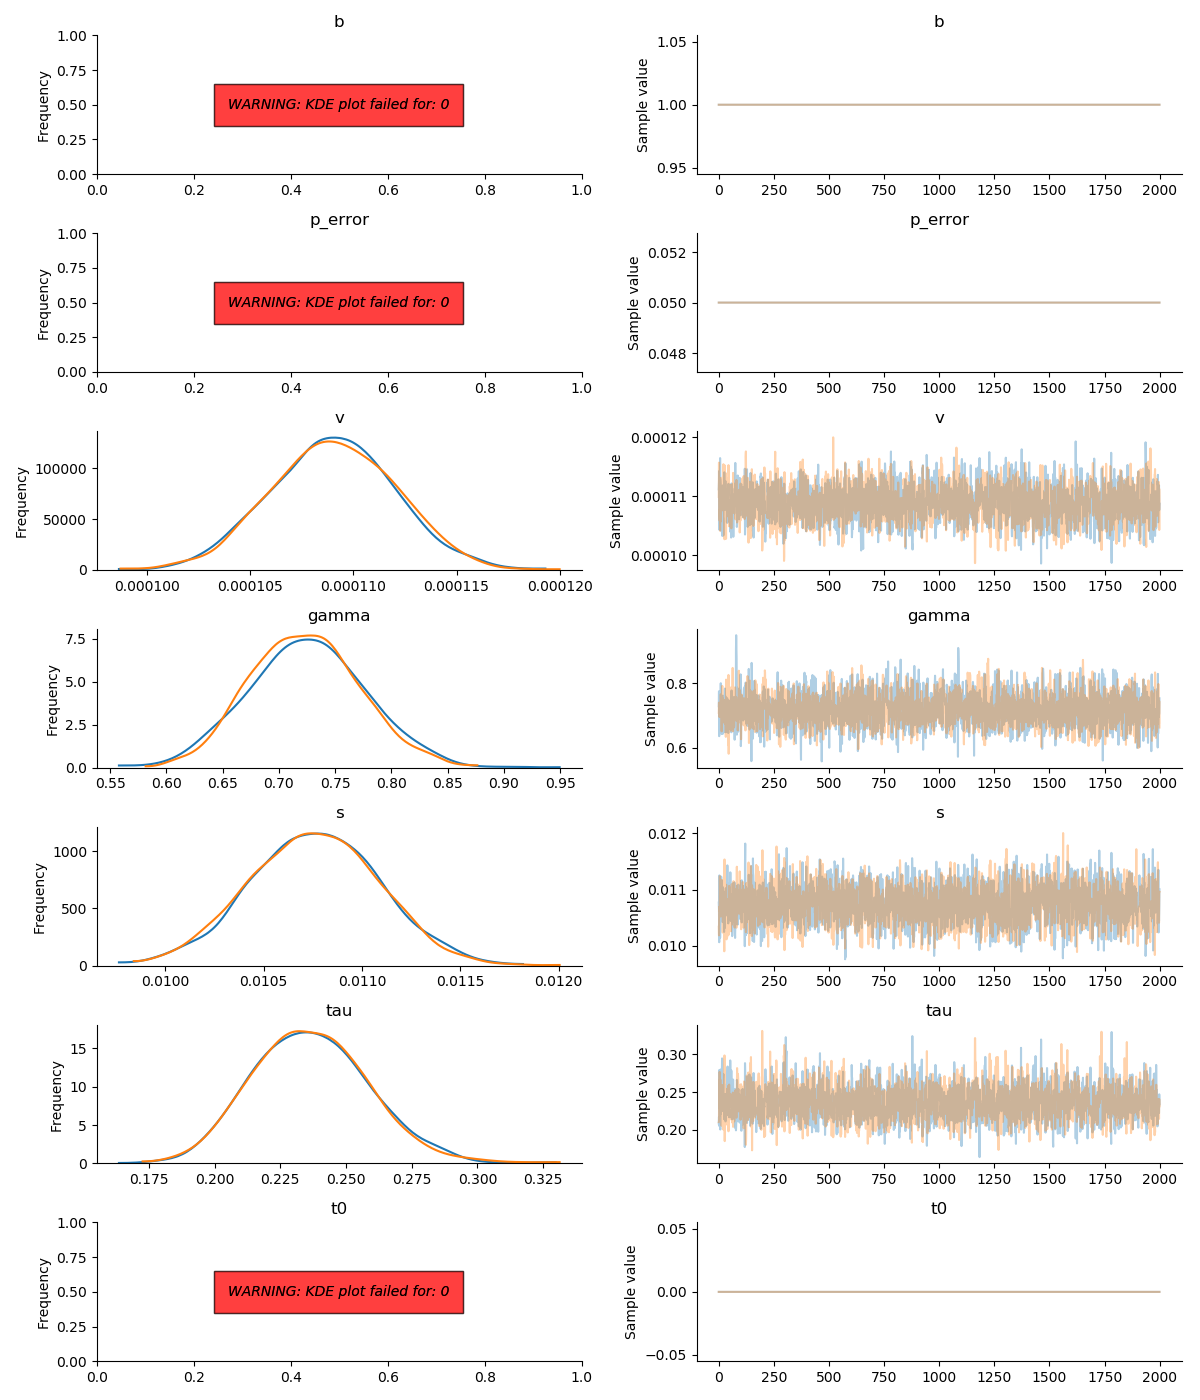 b
1.00
0.75
0.50
0.25
0.00
Frequency
WARNING: KDE plot failed for: 0
0.0 0.2 0.4 0.6 0.8 1.0
b
1.05
1.00
0.95
Sample value
0 250 500 750 1000 1250 1500 1750 2000
p_error
1.00
0.75
0.50
0.25
0.00
Frequency
WARNING: KDE plot failed for: 0
0.0 0.2 0.4 0.6 0.8 1.0
p_error
0.052
0.050
0.048
Sample value
0 250 500 750 1000 1250 1500 1750 2000
v
100000
50000
0
Frequency
0.000100 0.000105 0.000110 0.000115 0.000120
v
0.00012
0.00011
0.00010
Sample value
0 250 500 750 1000 1250 1500 1750 2000
gamma
7.5
5.0
2.5
0.0
Frequency
0.55 0.60 0.65 0.70 0.75 0.80 0.85 0.90 0.95
gamma
0.8
0.6
Sample value
0 250 500 750 1000 1250 1500 1750 2000
s
1000
500
0
Frequency
0.0100 0.0105 0.0110 0.0115 0.0120
s
0.012
0.011
0.010
Sample value
0 250 500 750 1000 1250 1500 1750 2000
tau
15
10
5
0
Frequency
0.175 0.200 0.225 0.250 0.275 0.300 0.325
tau
0.30
0.25
0.20
Sample value
0 250 500 750 1000 1250 1500 1750 2000
t0
1.00
0.75
0.50
0.25
0.00
Frequency
WARNING: KDE plot failed for: 0
0.0 0.2 0.4 0.6 0.8 1.0
t0
0.05
0.00
−0.05
Sample value
0 250 500 750 1000 1250 1500 1750 2000